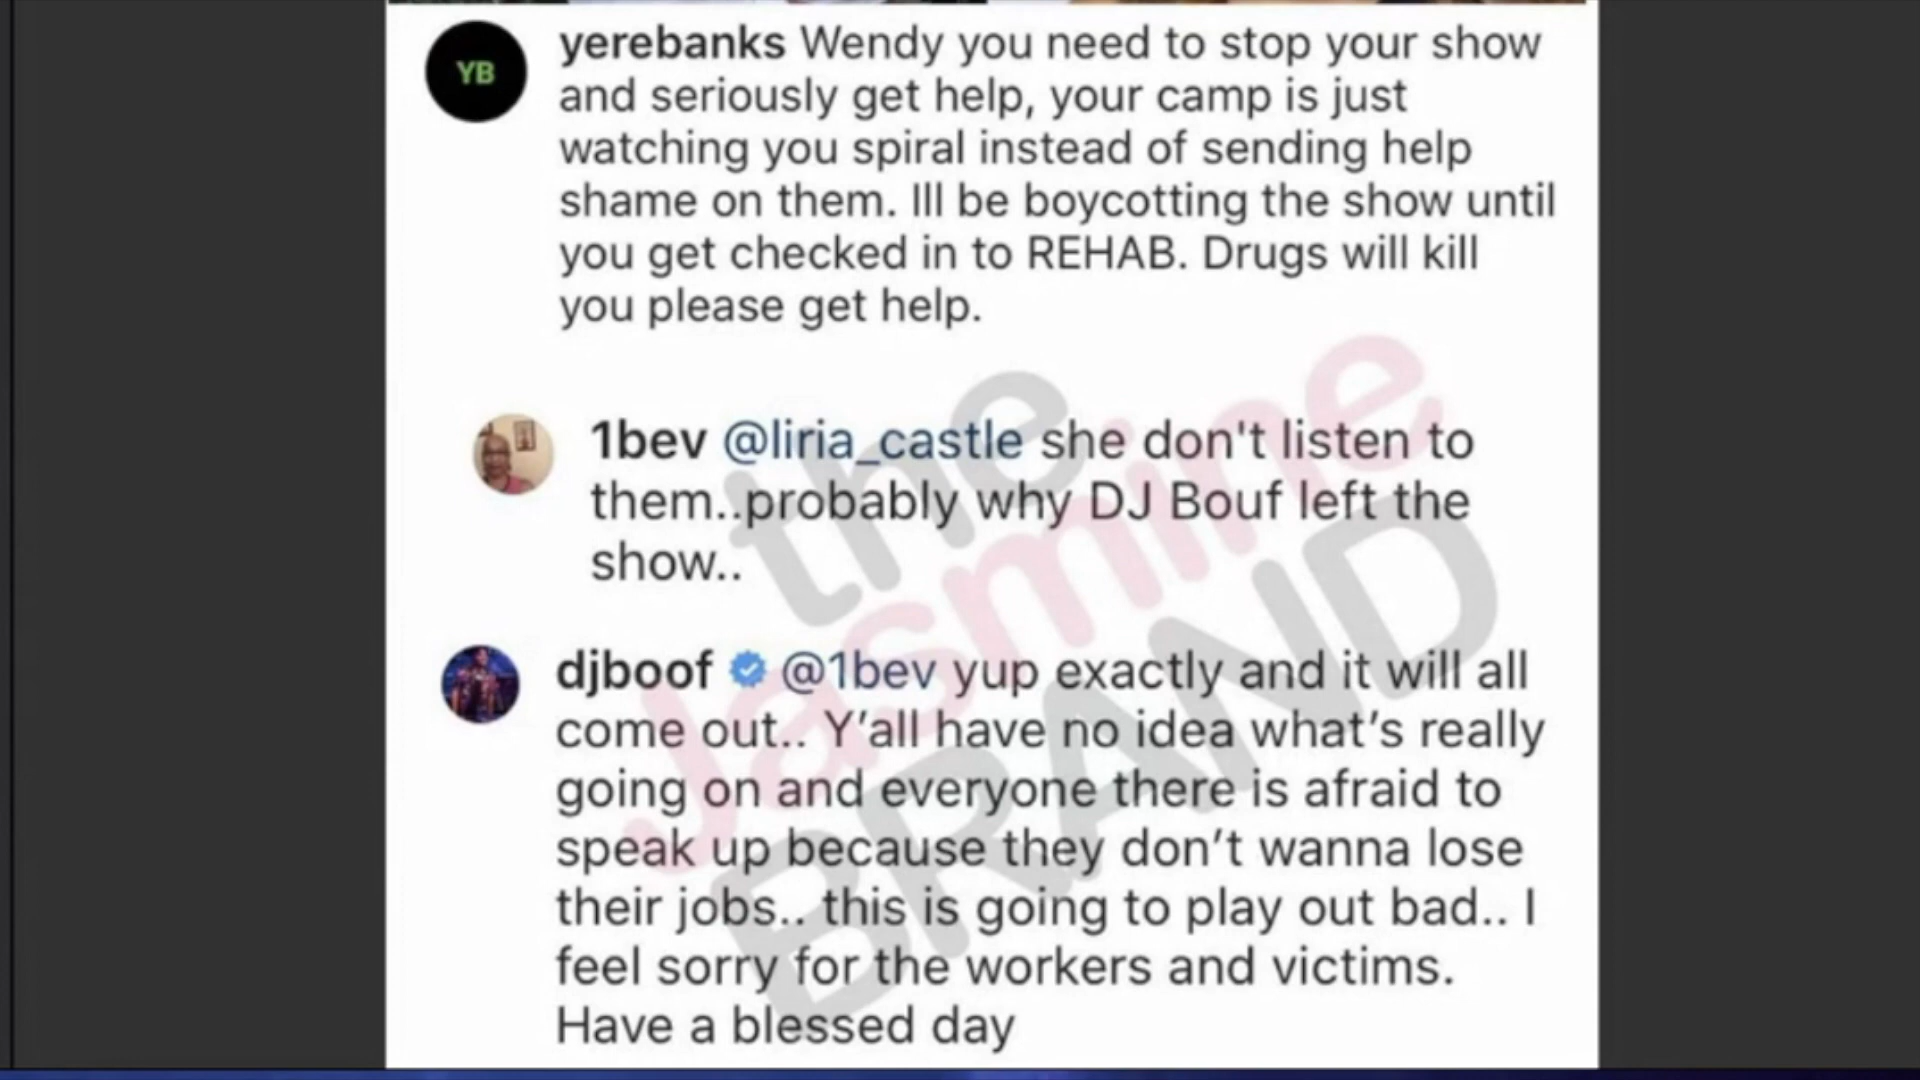 YB
yerebanks Wendy you need to stop your show
and seriously get help, your camp is just
watching you spiral instead of sending help
shame on them. Ill be boycotting the show until
you get checked in to REHAB. Drugs will kill
you please get help.
1bev @liria_castle she don't listen to
them..probably why DJ Bouf left the
show..
djboof @1bev yup exactly and it will all
come out.. Y’all have no idea what’s really
going on and everyone there is afraid to
speak up because they don’t wanna lose
their jobs.. this is going to play out bad.. I
feel sorry for the workers and victims.
Have a blessed day
the
Jasmine
BRAND